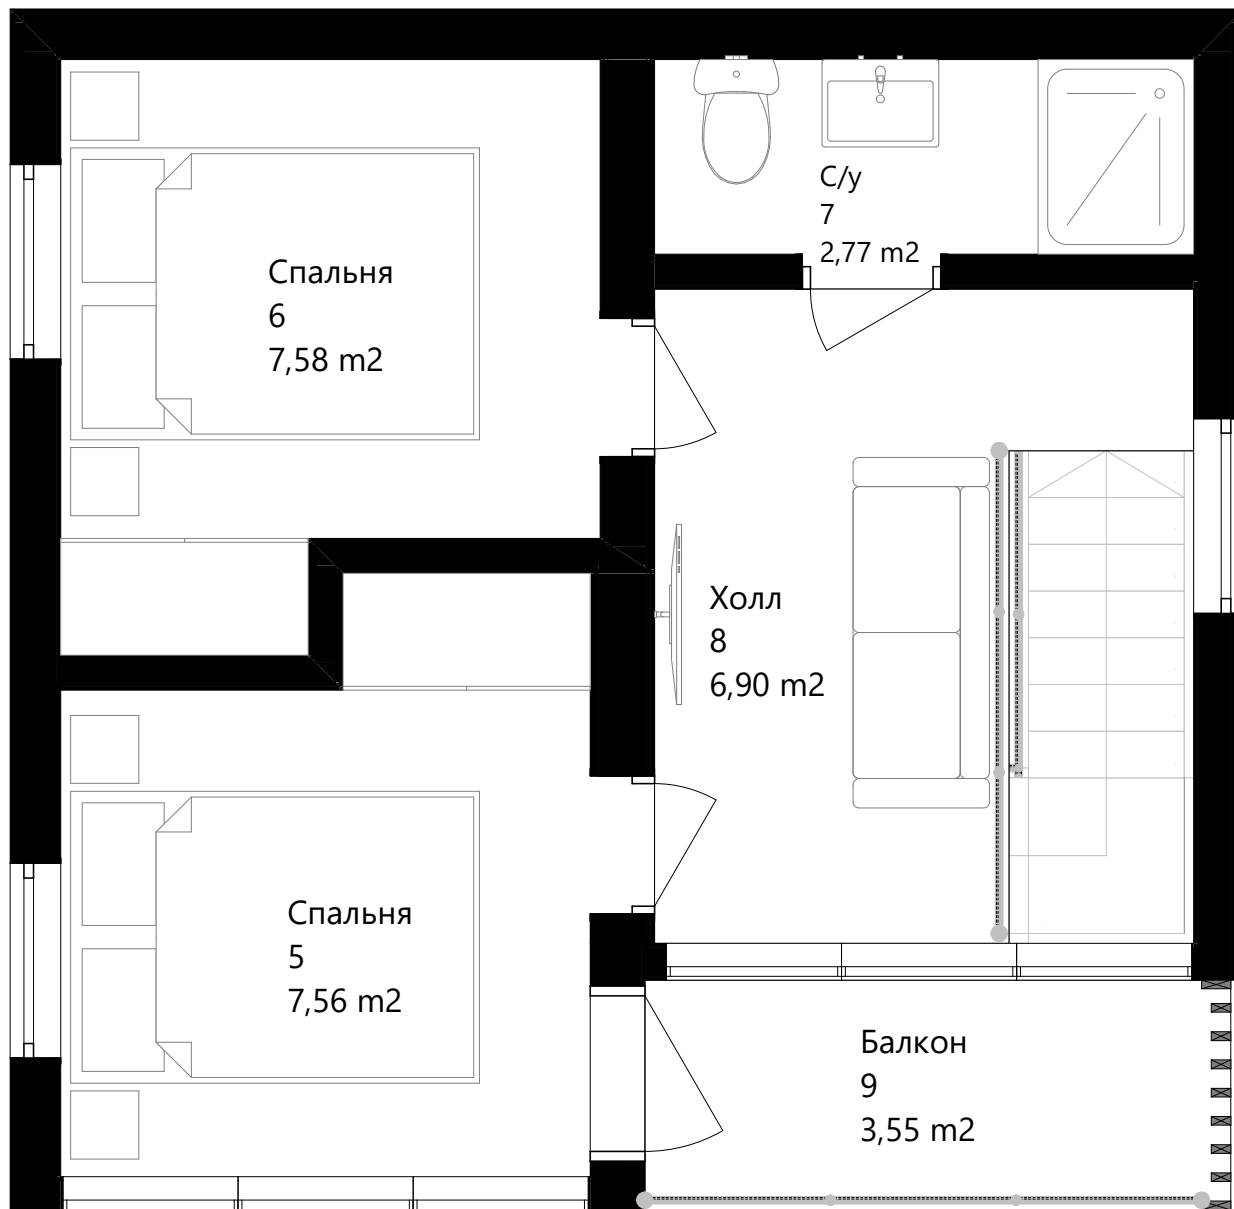 С/у
7
2,77 m2
Спальня
6
7,58 m2
Холл
8
6,90 m2
Спальня
5
7,56 m2
Балкон
9
3,55 m2